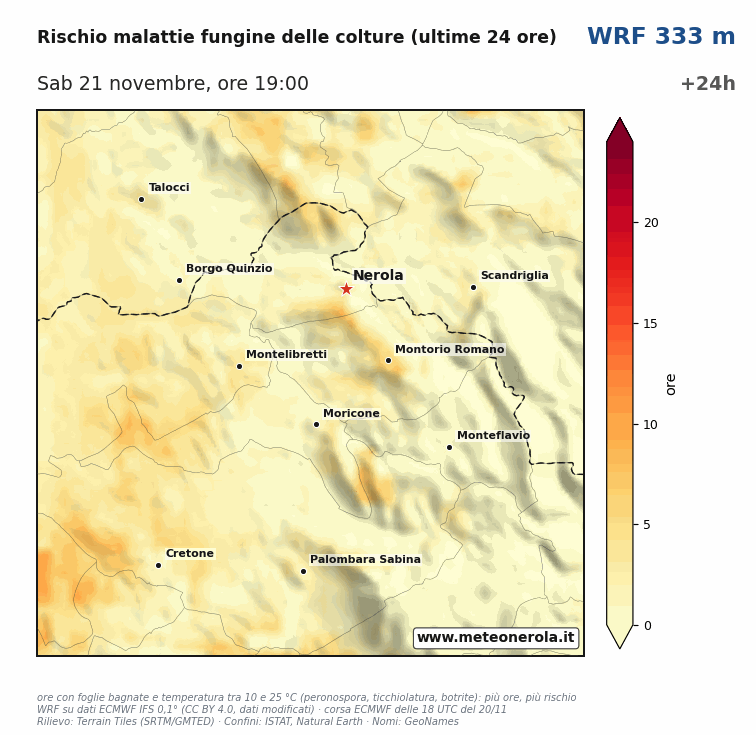 Rischio malattie fungine delle colture (ultime 24 ore)
WRF 333 m
Sab 21 novembre, ore 19:00
+24h
Talocci
Borgo Quinzio
Nerola
Scandriglia
Montelibretti
Montorio Romano
Moricone
Monteflavio
Cretone
Palombara Sabina
www.meteonerola.it
20
15
10
5
0
ore
ore con foglie bagnate e temperatura tra 10 e 25 °C (peronospora, ticchiolatura, botrite): più ore, più rischio
WRF su dati ECMWF IFS 0,1° (CC BY 4.0, dati modificati) · corsa ECMWF delle 18 UTC del 20/11
Rilievo: Terrain Tiles (SRTM/GMTED) · Confini: ISTAT, Natural Earth · Nomi: GeoNames